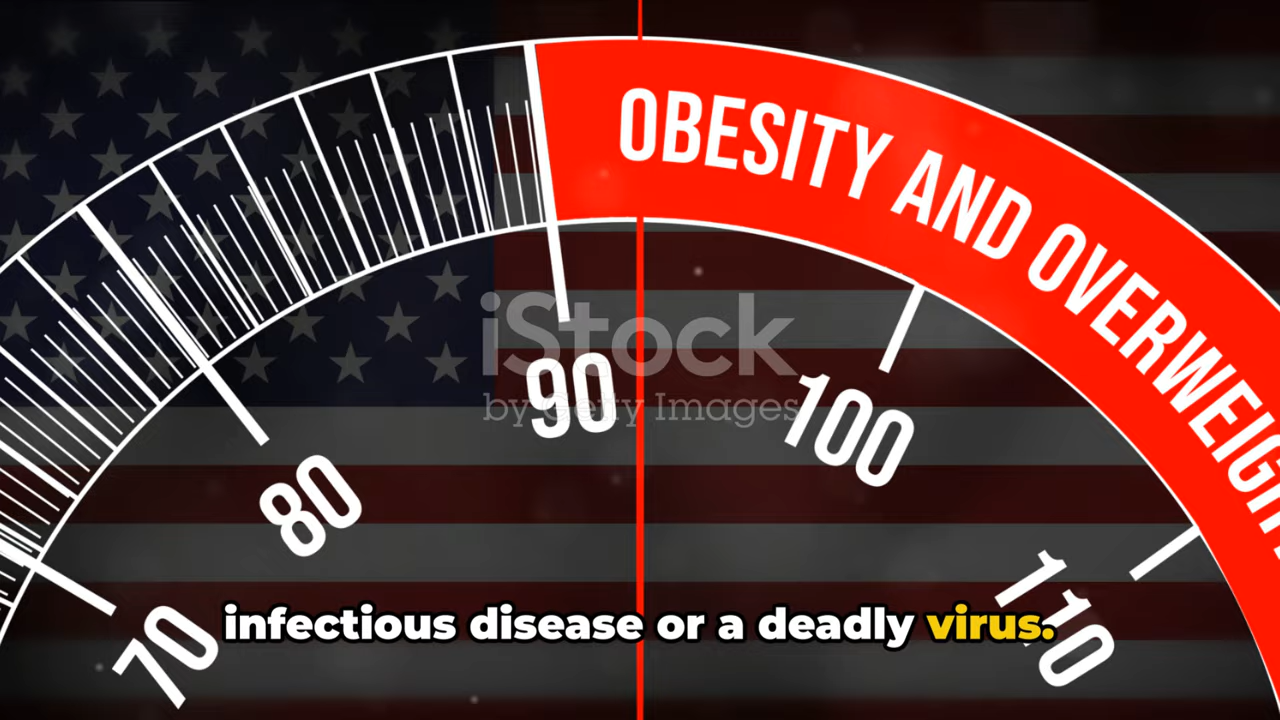 OBESITY AND OVERWEIGH
iStock
by Getty Images
70
80
90
100
110
infectious disease or a deadly virus.